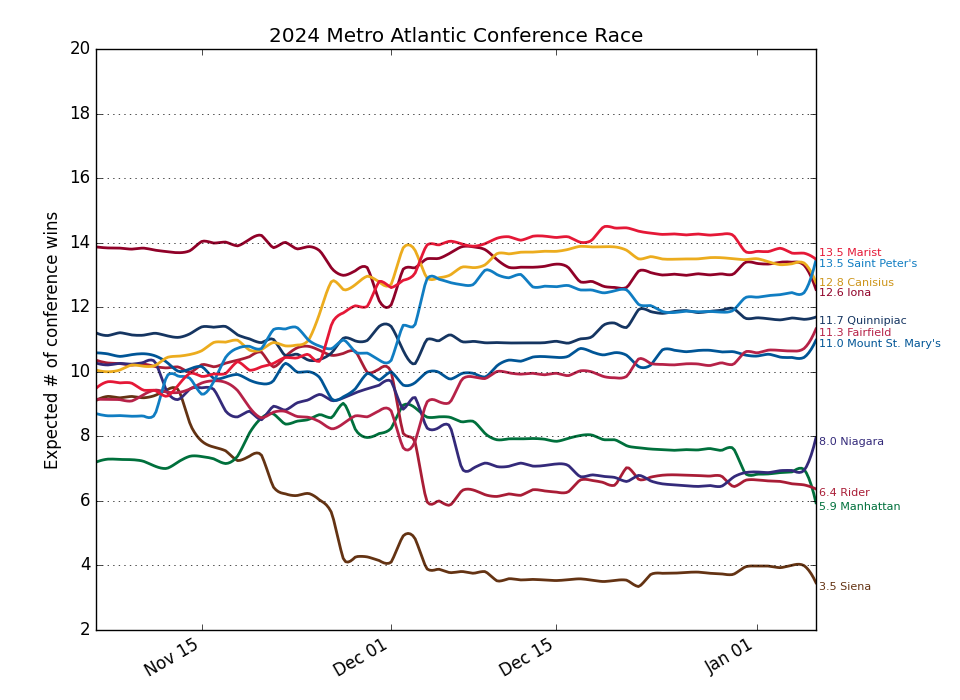 2024 Metro Atlantic Conference Race
Expected # of conference wins
20
18
16
14
12
10
8
6
4
2
Nov 15
Dec 01
Dec 15
Jan 01
13.5 Marist
13.5 Saint Peter's
12.8 Canisius
12.6 Iona
11.7 Quinnipiac
11.3 Fairfield
11.0 Mount St. Mary's
8.0 Niagara
6.4 Rider
5.9 Manhattan
3.5 Siena